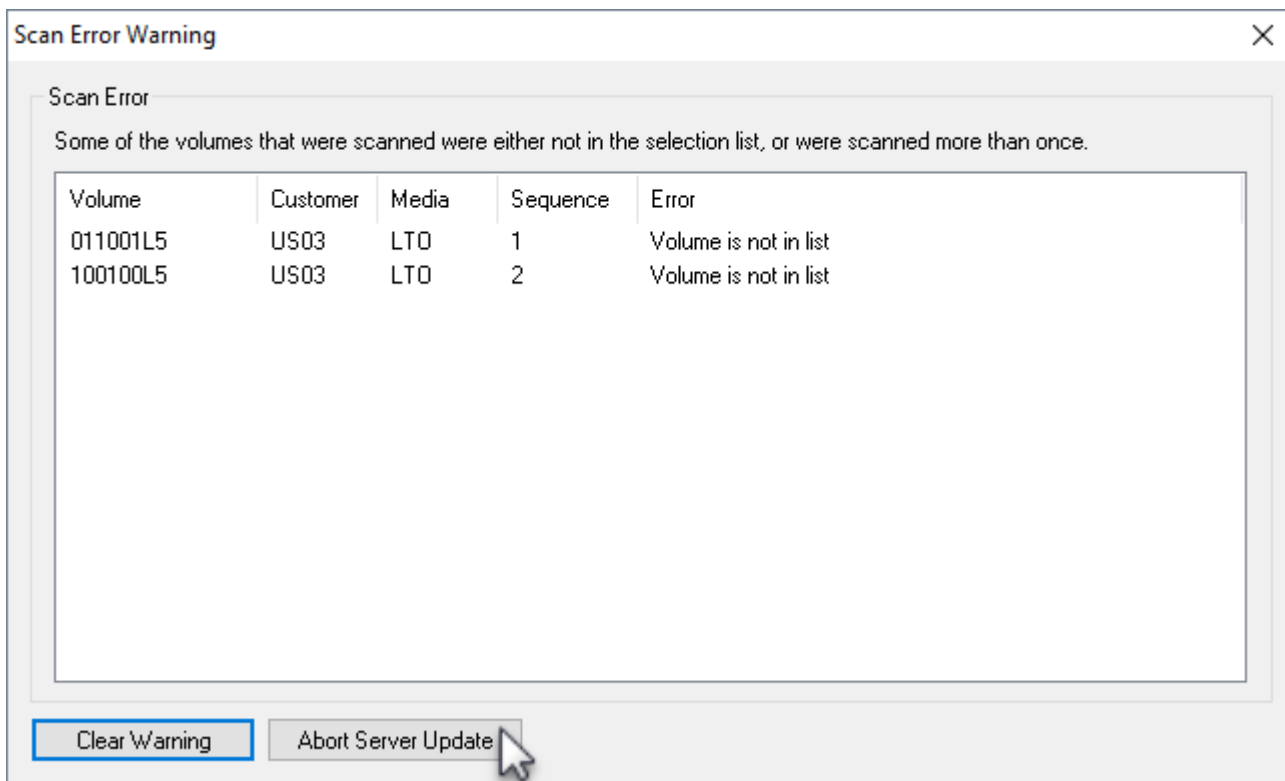 Scan Error Warning
Scan Error
Some of the volumes that were scanned were either not in the selection list, or were scanned more than once.
Volume Customer Media Sequence Error
011001L5 US03 LTO 1 Volume is not in list
100100L5 US03 LTO 2 Volume is not in list
Clear Warning Abort Server Update